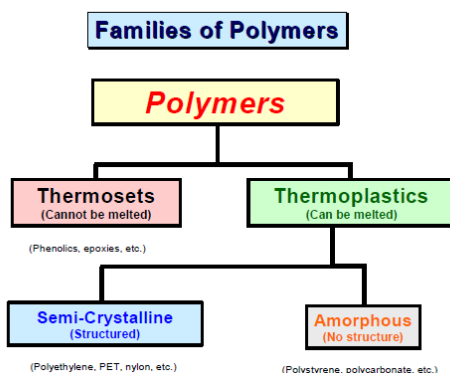 Families of Polymers
Polymers
Thermosets
(Cannot be melted)
Thermoplastics
(Can be melted)
(Phenolics, epoxies, etc.)
Semi-Crystalline
(Structured)
Amorphous
(No structure)
(Polyethylene, PET, nylon, etc.)
(Polystyrene, polycarbonate, etc.)